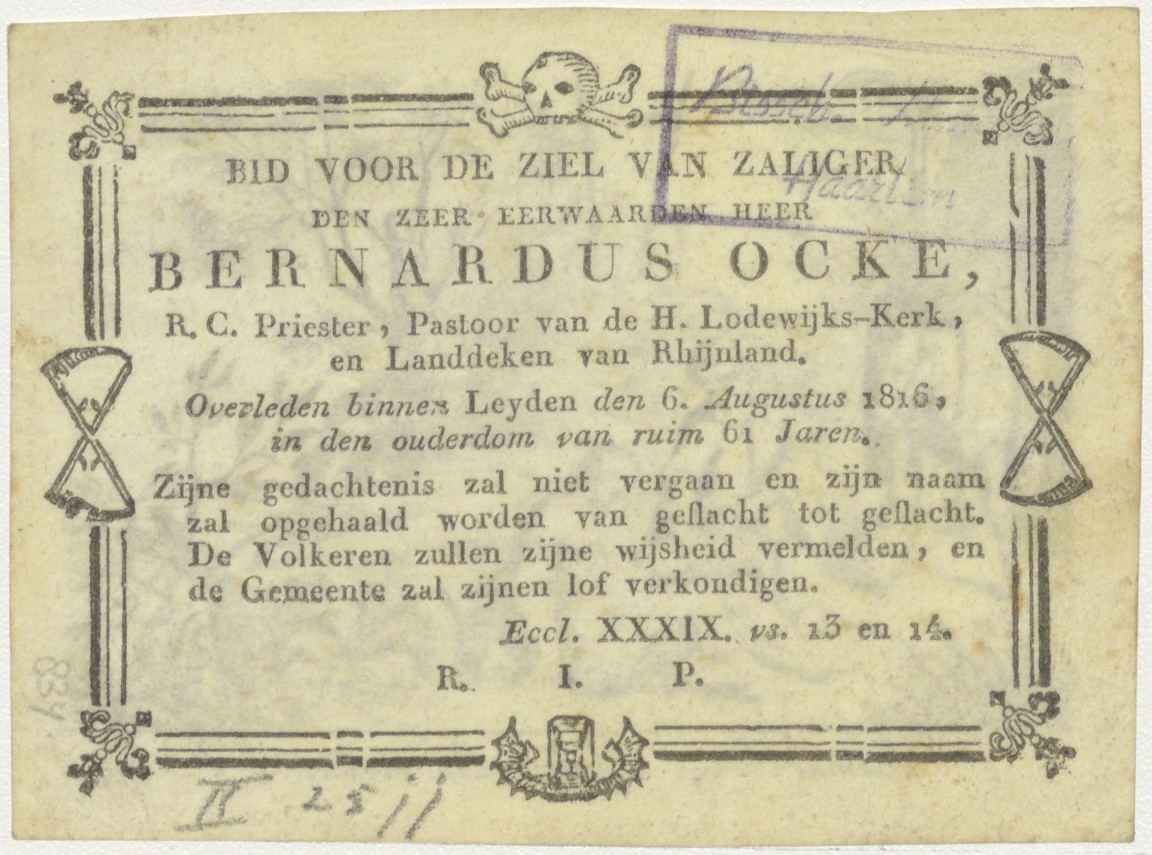 BID VOOR DE ZIEL VAN ZALIGER
DEN ZEER EERWAARDEN HEER
BERNARDUS OCKE,
R. C. Priester, Pastoor van de H. Lodewijks-Kerk,
en Landdeken van Rhijnland.
Overleden binnen Leyden den 6. Augustus 1816,
in den ouderdom van ruim 61 Jaren.
Zijne gedachtenis zal niet vergaan en zijn naam
zal opgehaald worden van geslacht tot geslacht.
De Volkeren zullen zijne wijsheid vermelden, en
de Gemeente zal zijnen lof verkondigen.
Eccl. XXXIX. vs. 13 en 14.
R. I. P.
Bissch.
Haarlem
II 25